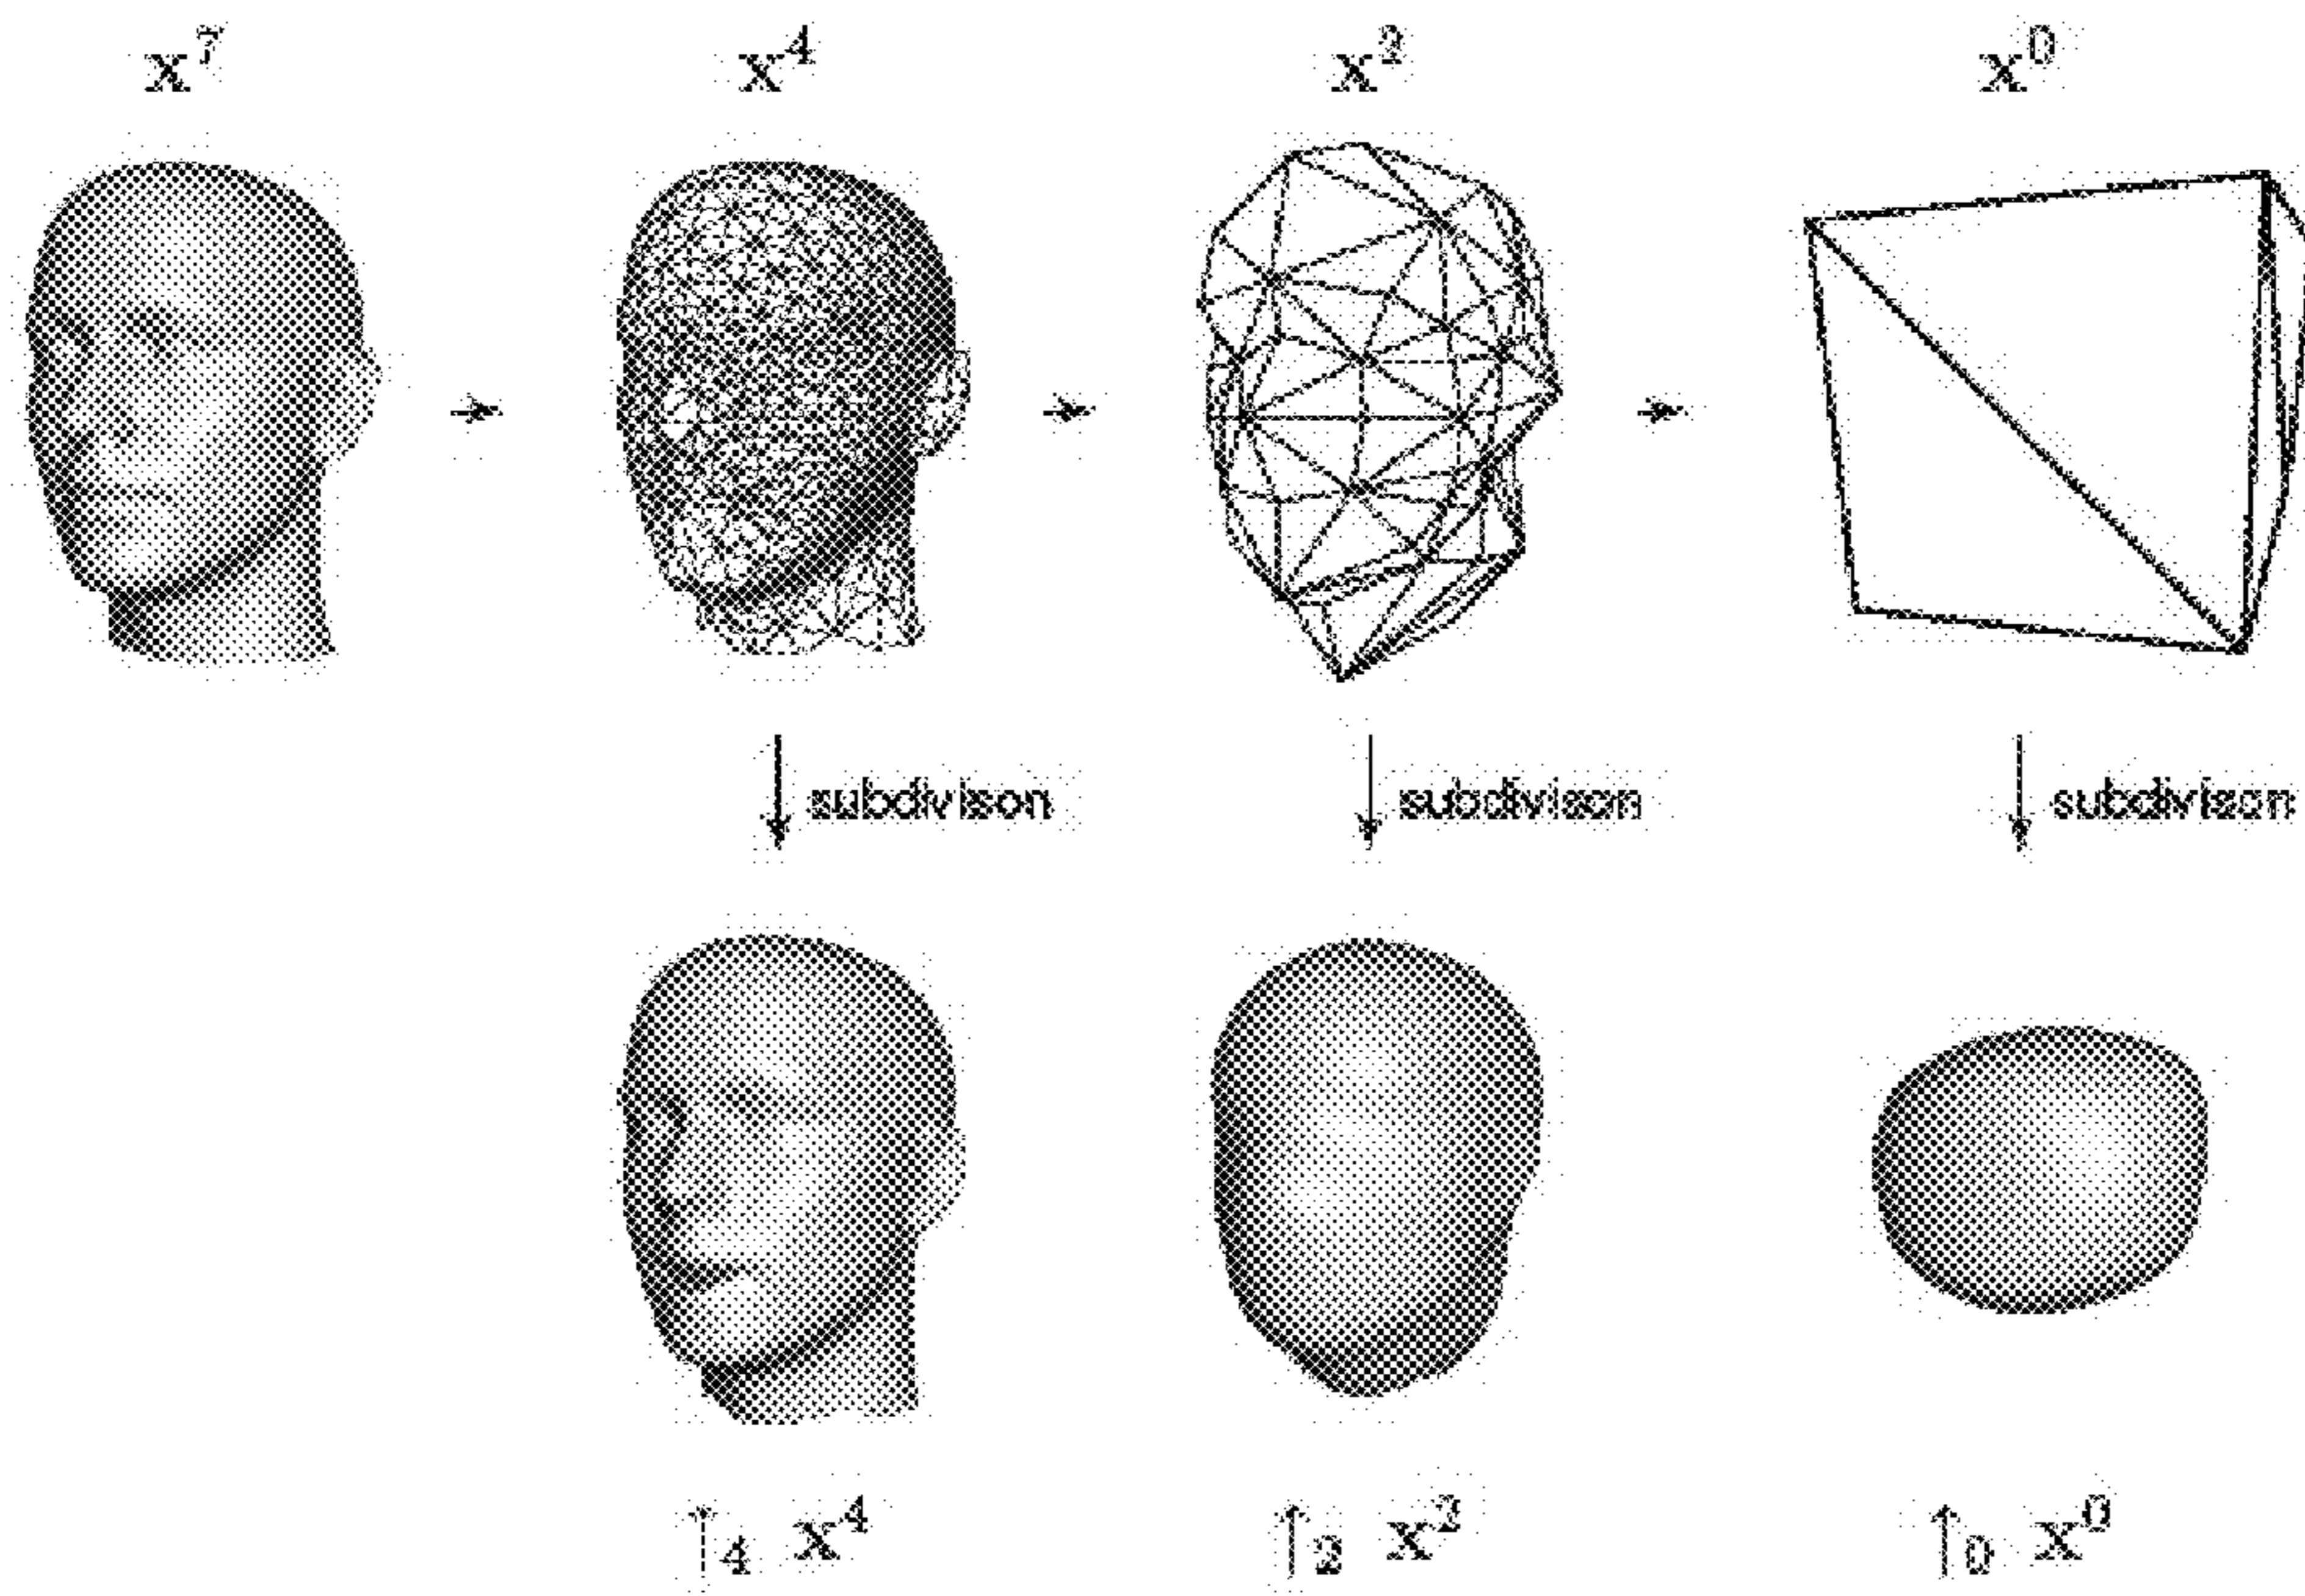 x⁷ x⁴ x² x⁰
subdivison subdivison subdivison
↑₄ x⁴ ↑₂ x² ↑₀ x⁰